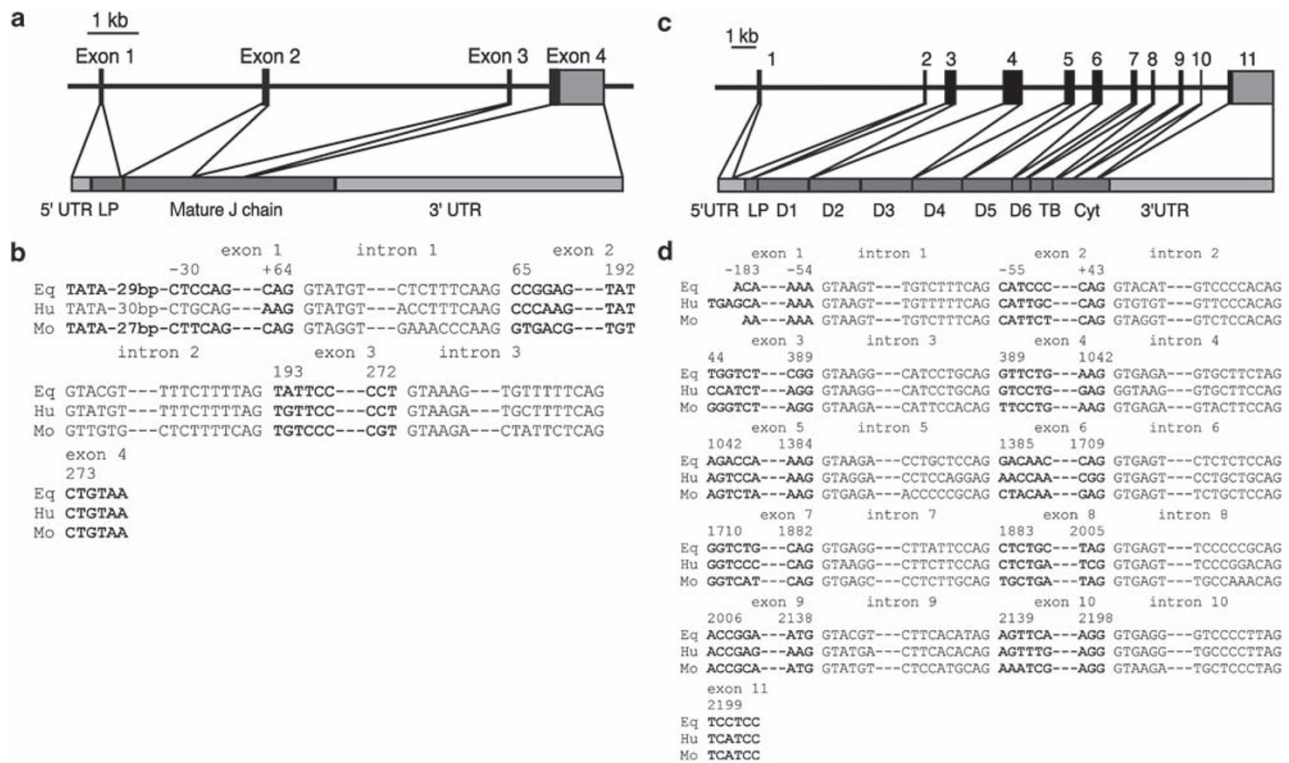 a
1 kb
Exon 1 Exon 2 Exon 3 Exon 4
5' UTR LP Mature J chain 3' UTR
b
exon 1 intron 1 exon 2
-30 +64 65 192
Eq TATA-29bp-CTCCAG---CAG GTATGT---CTCTTTCAAG CCGGAG---TAT
Hu TATA-30bp-CTGCAG---AAG GTATGT---ACCTTTCAAG CCCAAG---TAT
Mo TATA-27bp-CTTCAG---CAG GTAGGT---GAAACCCAAG GTGACG---TGT
intron 2 exon 3 intron 3
193 272
Eq GTACGT---TTTCTTTTAG TATTCC---CCT GTAAAG---TGTTTTTCAG
Hu GTATGT---TTTCTTTTAG TGTTCC---CCT GTAAGA---TGCTTTTCAG
Mo GTTGTG---CTCTTTTCAG TGTCCC---CGT GTAAGA---CTATTCTCAG
exon 4
273
Eq CTGTAA
Hu CTGTAA
Mo CTGTAA
c
1 kb
1 2 3 4 5 6 7 8 9 10 11
5'UTR LP D1 D2 D3 D4 D5 D6 TB Cyt 3'UTR
d
exon 1 intron 1 exon 2 intron 2
-183 -54 -55 +43
Eq ACA---AAA GTAAGT---TGTCTTTCAG CATCCC---CAG GTACAT---GTCCCCACAG
Hu TGAGCA---AAA GTAAGT---TGTTTTTCAG CATTGC---CAG GTGTGT---GTTCCCACAG
Mo AA---AAA GTAAGT---TGTCTTTCAG CATTCT---CAG GTAGGT---GTCTCCACAG
exon 3 intron 3 exon 4 intron 4
44 389 389 1042
Eq TGGTCT---CGG GTAAGG---CATCCTGCAG GTTCTG---AAG GTGAGA---GTGCTTCTAG
Hu CCATCT---AGG GTAAGG---CATCCTGCAG GTCCTG---GAG GGTAAG---GTGCTTCCAG
Mo GGGTCT---AGG GTAAGA---CATTCCACAG TTCCTG---AAG GTGAGA---GTACTTCCAG
exon 5 intron 5 exon 6 intron 6
1042 1384 1385 1709
Eq AGACCA---AAG GTAAGA---CCTGCTCCAG GACAAC---CAG GTGAGT---CTCTCTCCAG
Hu AGTCCA---AAG GTAGGA---CCTCCAGGAG AACCAA---CGG GTGAGT---CCTGCTGCAG
Mo AGTCTA---AAG GTGAGA---ACCCCCGCAG CTACAA---GAG GTGAGT---TCTGCTCCAG
exon 7 intron 7 exon 8 intron 8
1710 1882 1883 2005
Eq GGTCTG---CAG GTGAGG---CTTATTCCAG CTCTGC---TAG GTGAGT---TCCCCCGCAG
Hu GGTCCC---CAG GTAAGG---CTTCTTCCAG CTCTGA---TCG GTGAGT---TCCCGGACAG
Mo GGTCAT---CAG GTGAGC---CCTCTTGCAG TGCTGA---TAG GTGAGT---TGCCAAACAG
exon 9 intron 9 exon 10 intron 10
2006 2138 2139 2198
Eq ACCGGA---ATG GTACGT---CTTCACATAG AGTTCA---AGG GTGAGG---GTCCCCTTAG
Hu ACCGAG---AAG GTATGA---CTTCACACAG AGTTTG---AGG GTGAGG---TGCCCCTTAG
Mo ACCGCA---ATG GTATGT---CTTCCATGCAG AAATCG---AGG GTAAGA---TGCTCCCTAG
exon 11
2199
Eq TCCTCC
Hu TCATCC
Mo TCATCC